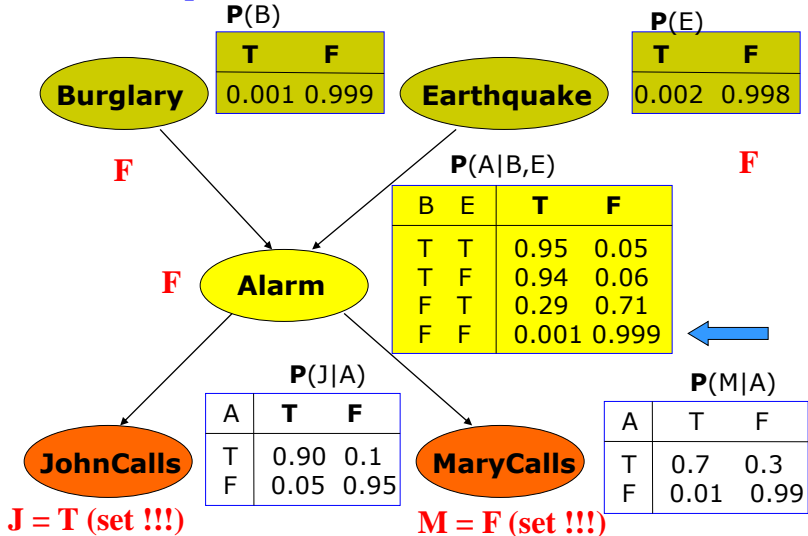 P(B)
T F
0.001 0.999
P(E)
T F
0.002 0.998
Burglary
Earthquake
F
F
P(A|B,E)
B E T F
T T 0.95 0.05
T F 0.94 0.06
F T 0.29 0.71
F F 0.001 0.999
F
Alarm
P(J|A)
A T F
T 0.90 0.1
F 0.05 0.95
P(M|A)
A T F
T 0.7 0.3
F 0.01 0.99
JohnCalls
MaryCalls
J = T (set !!!)
M = F (set !!!)